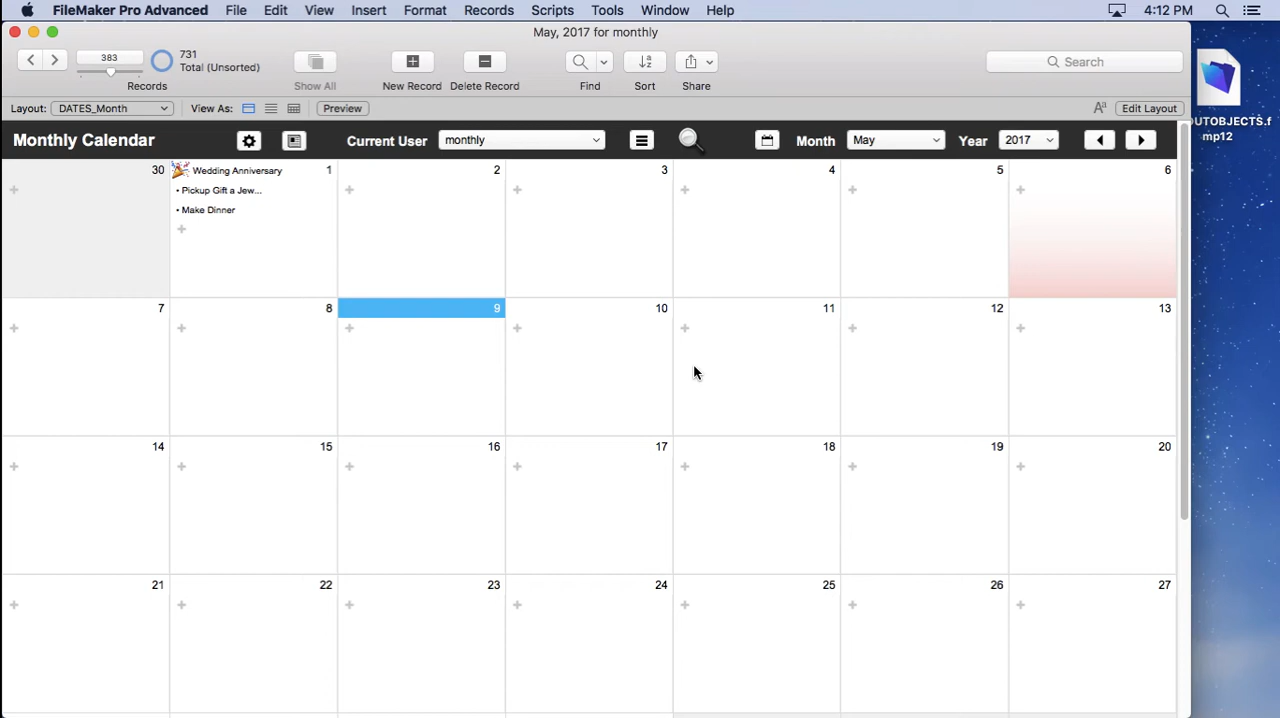 FileMaker Pro Advanced File Edit View Insert Format Records Scripts Tools Window Help 4:12 PM
May, 2017 for monthly
383 731 Total (Unsorted) Search
Records Show All New Record Delete Record Find Sort Share
Layout: DATES_Month View As: Preview Aa Edit Layout
Monthly Calendar Current User monthly Month May Year 2017
30 Wedding Anniversary 1 2 3 4 5 6
• Pickup Gift a Jew...
• Make Dinner
7 8 9 10 11 12 13
14 15 16 17 18 19 20
21 22 23 24 25 26 27
OUTOBJECTS.f
mp12